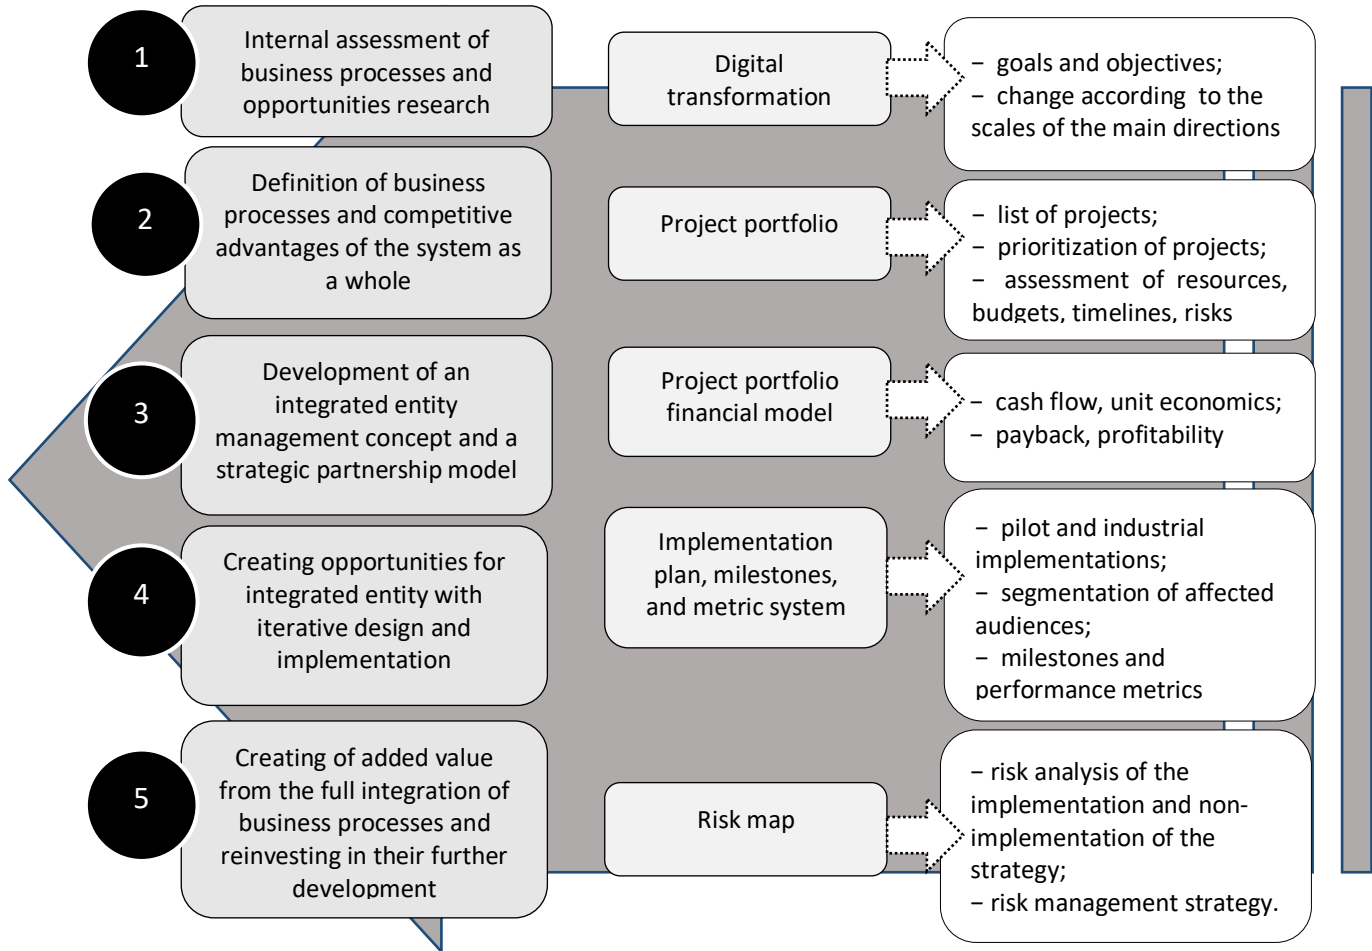 1
Internal assessment of
business processes and
opportunities research
Digital
transformation
– goals and objectives;
– change according to the
scales of the main directions
2
Definition of business
processes and competitive
advantages of the system as
a whole
Project portfolio
– list of projects;
– prioritization of projects;
– assessment of resources,
budgets, timelines, risks
3
Development of an
integrated entity
management concept and a
strategic partnership model
Project portfolio
financial model
– cash flow, unit economics;
– payback, profitability
4
Creating opportunities for
integrated entity with
iterative design and
implementation
Implementation
plan, milestones,
and metric system
– pilot and industrial
implementations;
– segmentation of affected
audiences;
– milestones and
performance metrics
5
Creating of added value
from the full integration of
business processes and
reinvesting in their further
development
Risk map
– risk analysis of the
implementation and non-
implementation of the
strategy;
– risk management strategy.